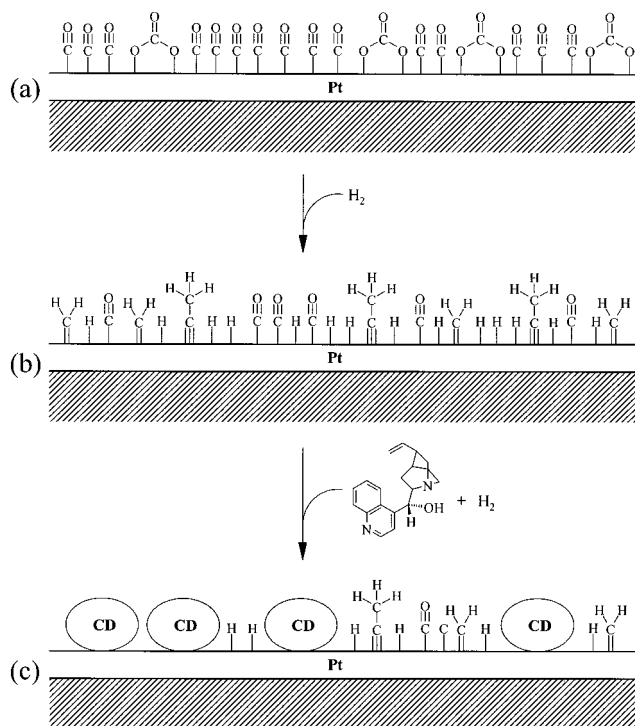 O O O O
O O O O O O O O O O O O O O O
C C C C
C C C O O C C C C C C C O O C C O O C C C O O
(a) Pt
H₂
H H H
H H H H H H
H H O H H C O O O C O H H C O H H
C H C C H C H H C C H C H H C H C H C H H H C H C H C
(b) Pt
N
OH + H₂
N H
H
H H
C O H H H H
CD CD H H CD H C H C C C H CD H C
(c) Pt